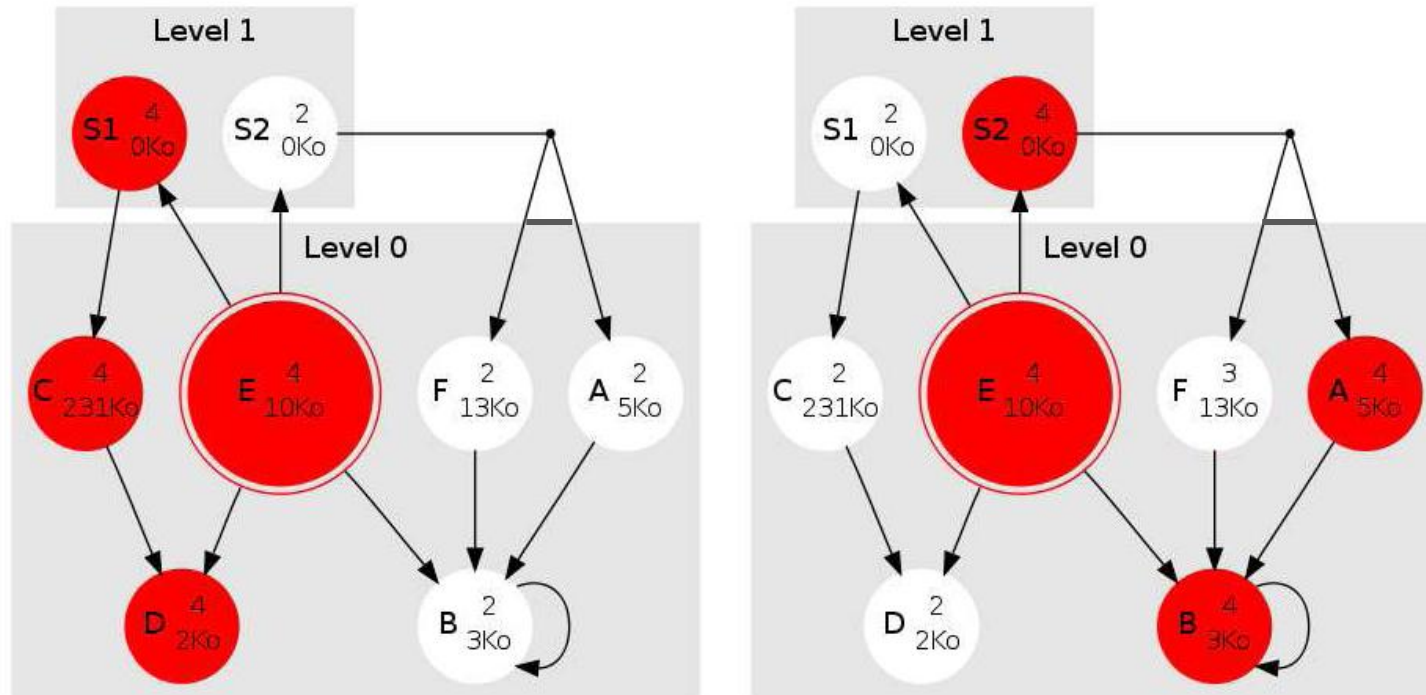 Level 1
S1 4 0Ko
S2 2 0Ko
Level 0
C 4 231Ko
E 4 10Ko
F 2 13Ko
A 2 5Ko
D 4 2Ko
B 2 3Ko
Level 1
S1 2 0Ko
S2 4 0Ko
Level 0
C 2 231Ko
E 4 10Ko
F 3 13Ko
A 4 5Ko
D 2 2Ko
B 4 3Ko